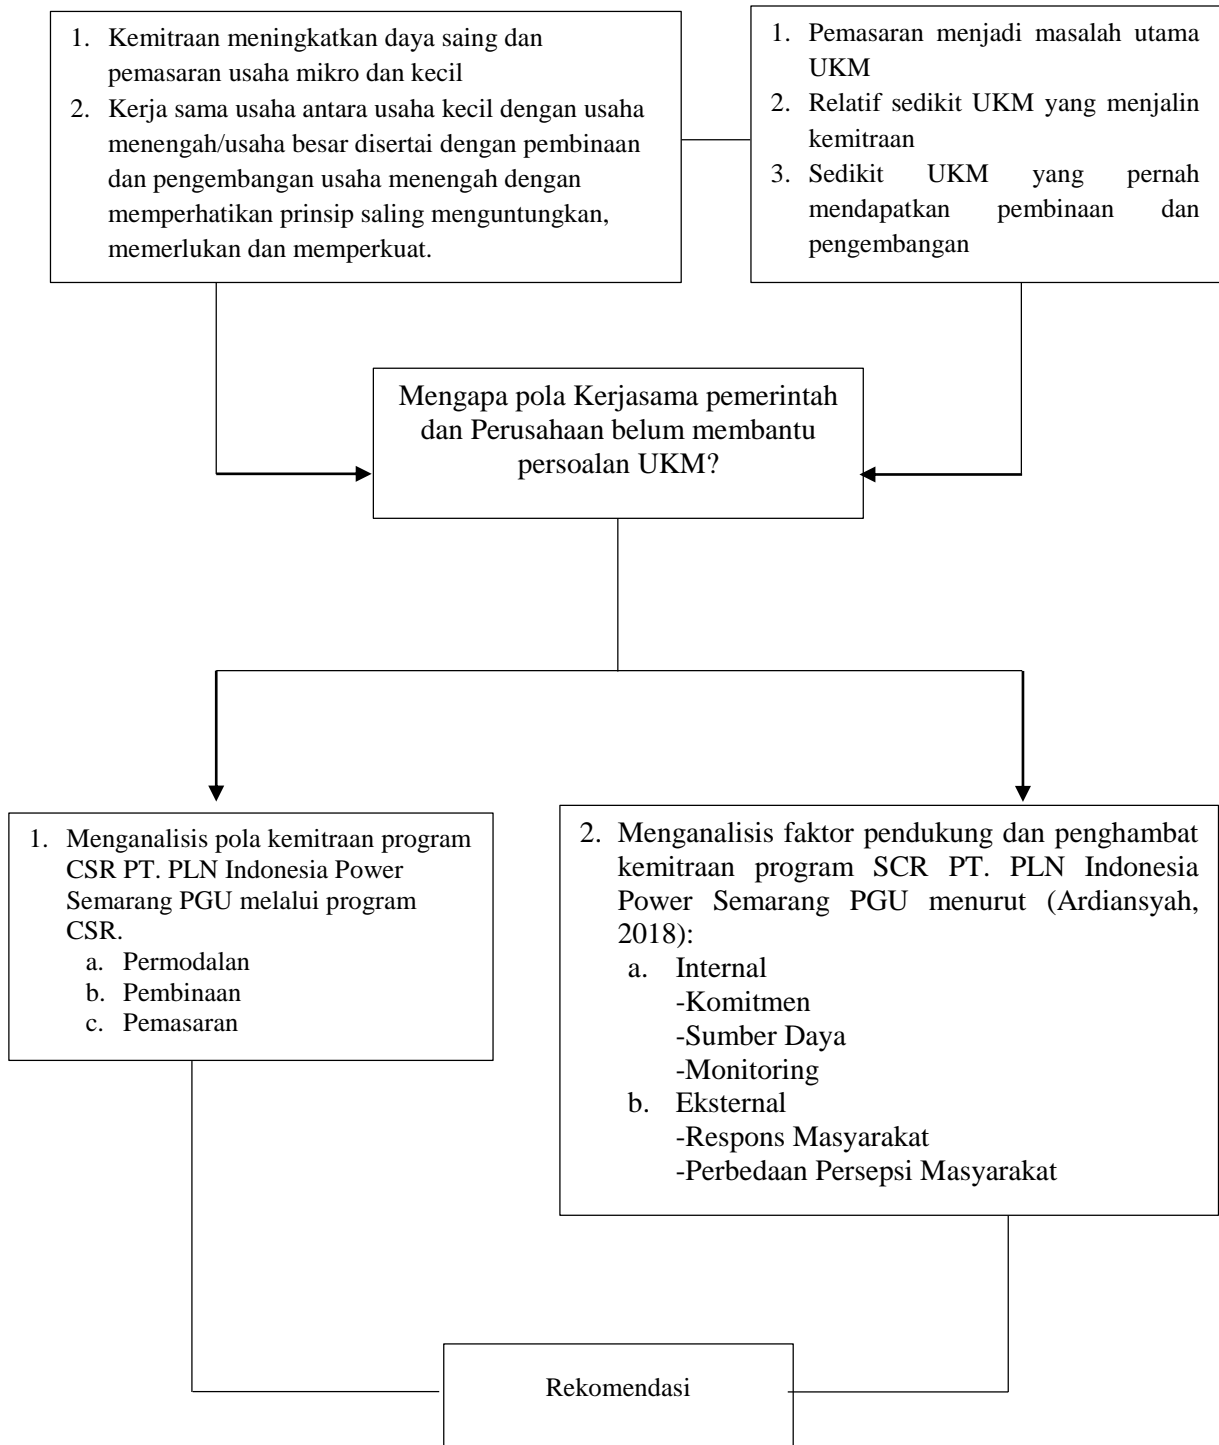 1. Kemitraan meningkatkan daya saing dan
pemasaran usaha mikro dan kecil
2. Kerja sama usaha antara usaha kecil dengan usaha
menengah/usaha besar disertai dengan pembinaan
dan pengembangan usaha menengah dengan
memperhatikan prinsip saling menguntungkan,
memerlukan dan memperkuat.
1. Pemasaran menjadi masalah utama
UKM
2. Relatif sedikit UKM yang menjalin
kemitraan
3. Sedikit UKM yang pernah
mendapatkan pembinaan dan
pengembangan
Mengapa pola Kerjasama pemerintah
dan Perusahaan belum membantu
persoalan UKM?
1. Menganalisis pola kemitraan program
CSR PT. PLN Indonesia Power
Semarang PGU melalui program
CSR.
a. Permodalan
b. Pembinaan
c. Pemasaran
2. Menganalisis faktor pendukung dan penghambat
kemitraan program SCR PT. PLN Indonesia
Power Semarang PGU menurut (Ardiansyah,
2018):
a. Internal
-Komitmen
-Sumber Daya
-Monitoring
b. Eksternal
-Respons Masyarakat
-Perbedaan Persepsi Masyarakat
Rekomendasi